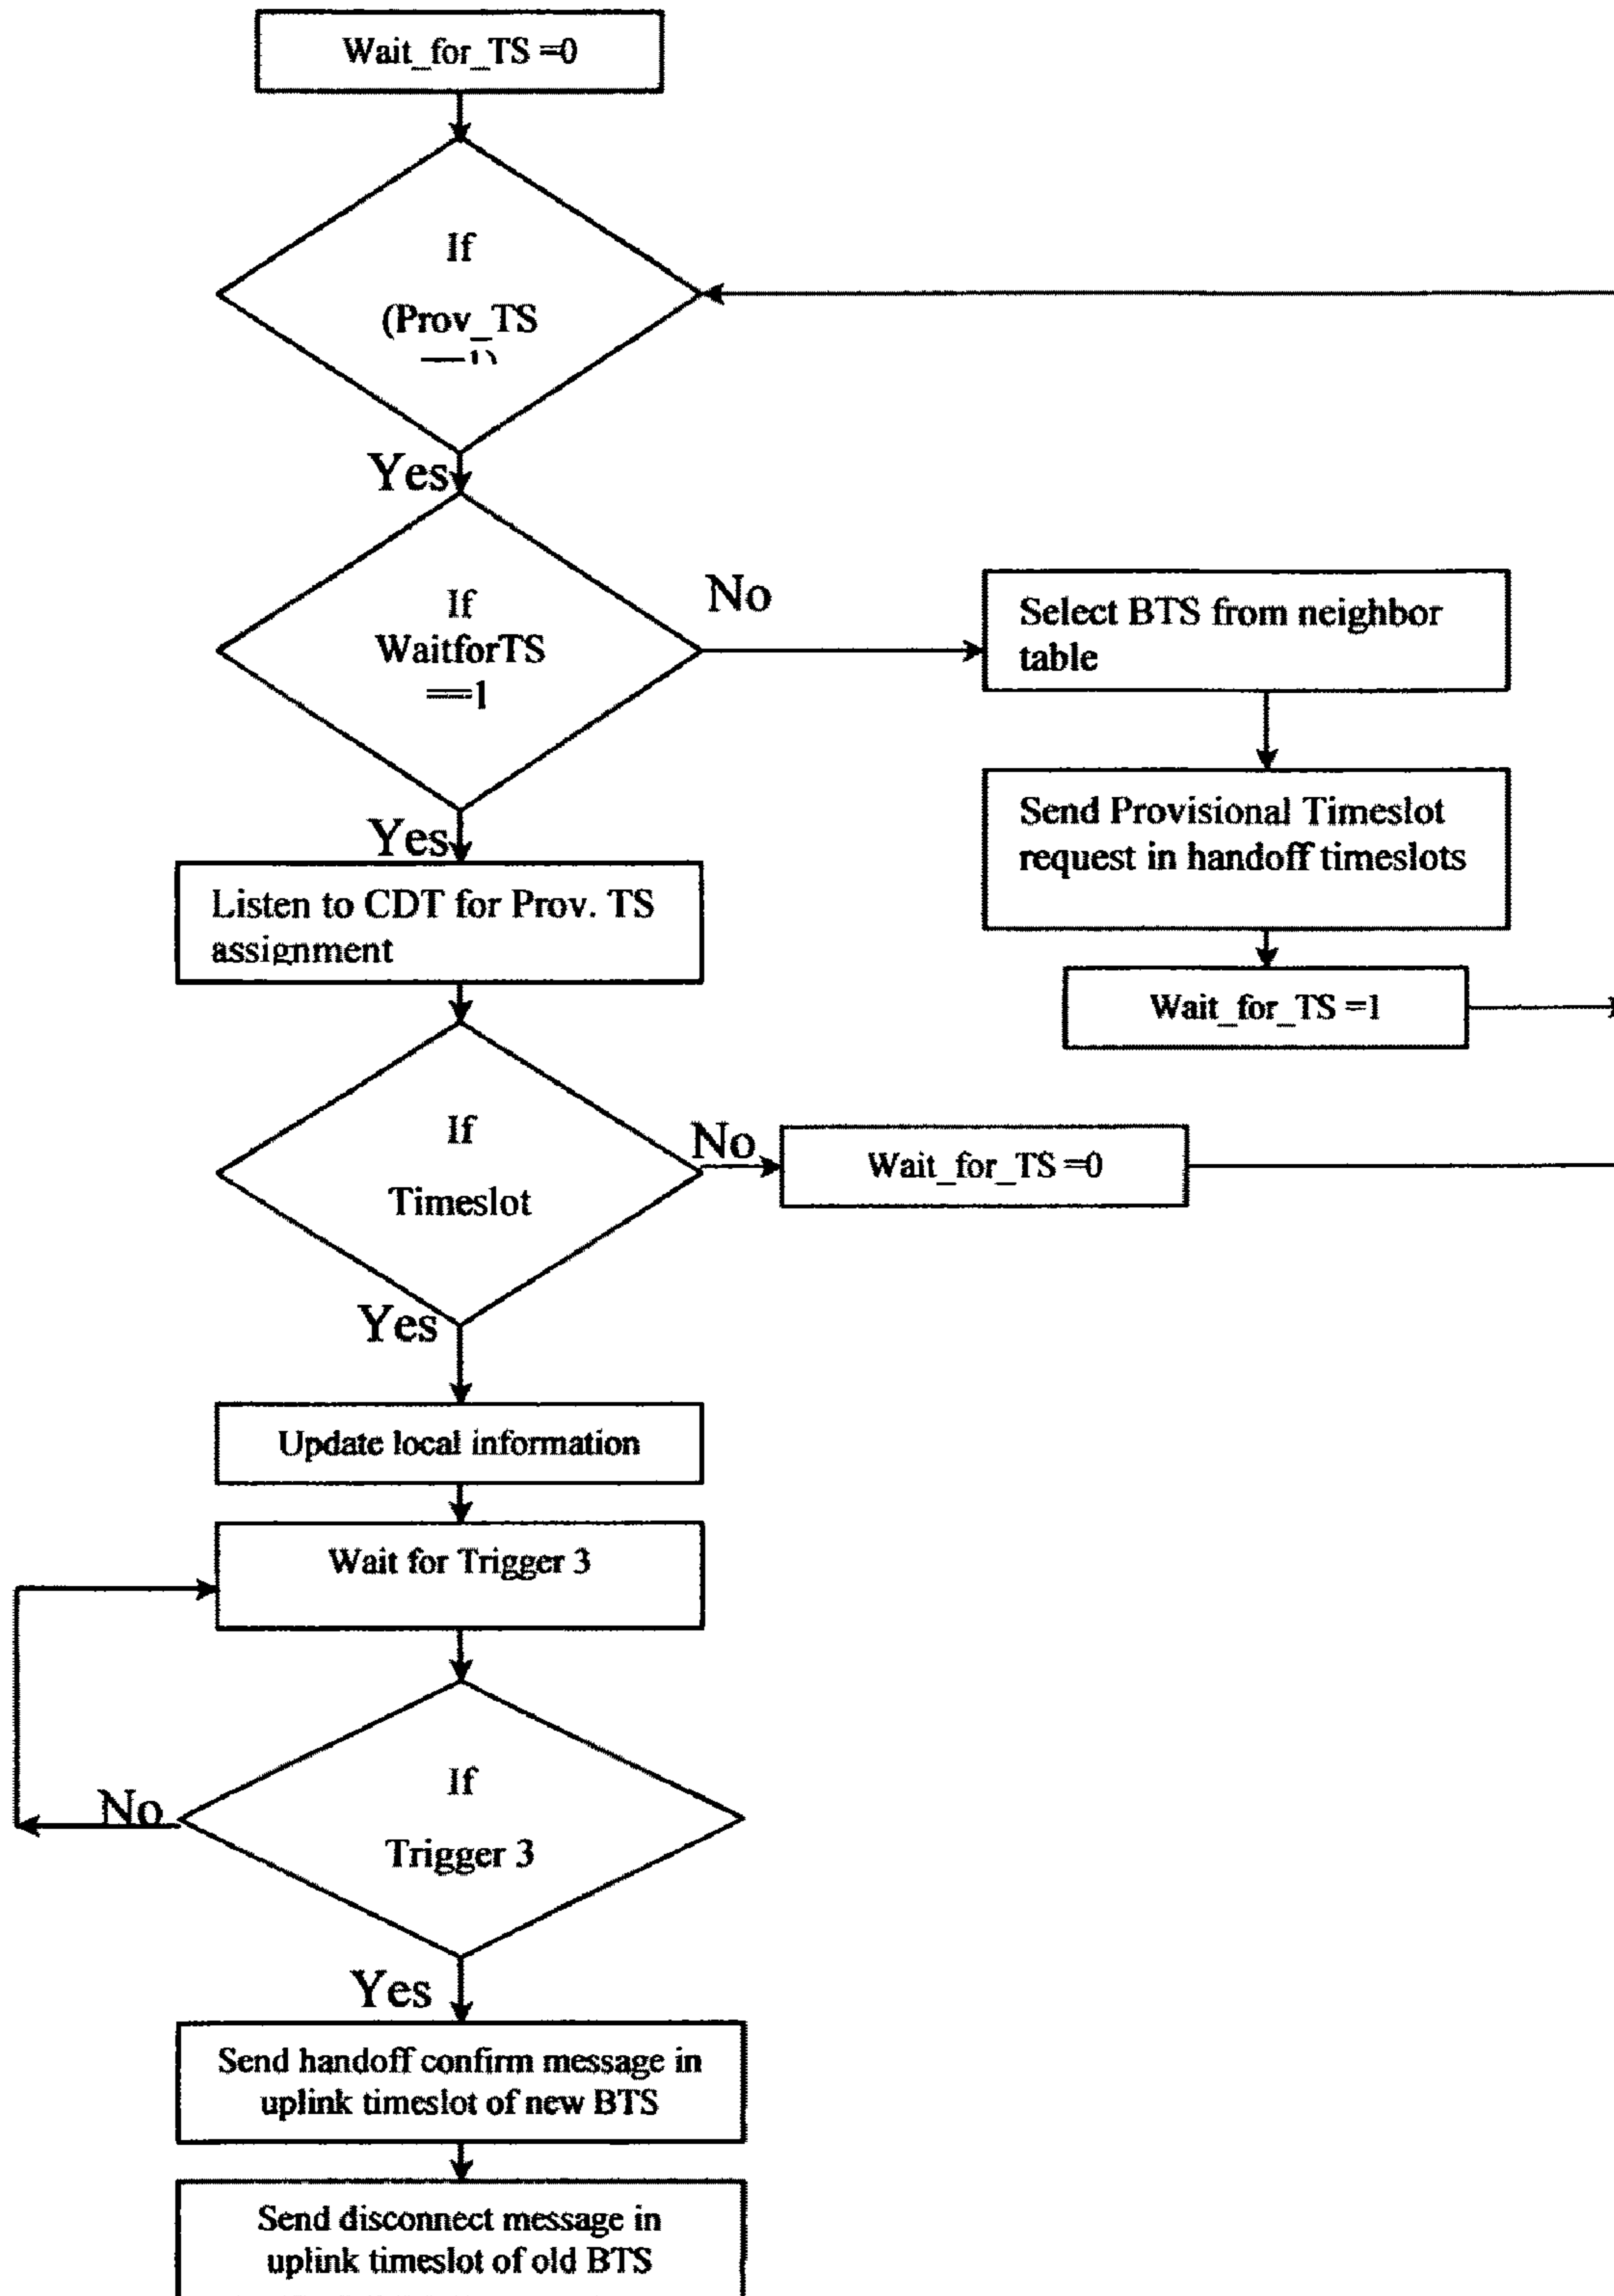 Wait_for_TS =0
If
(Prov_TS
==1)
Yes
If
WaitforTS
==1
No
Select BTS from neighbor
table
Send Provisional Timeslot
request in handoff timeslots
Wait_for_TS =1
Yes
Listen to CDT for Prov. TS
assignment
If
Timeslot
No
Wait_for_TS =0
Yes
Update local information
Wait for Trigger 3
If
Trigger 3
No
Yes
Send handoff confirm message in
uplink timeslot of new BTS
Send disconnect message in
uplink timeslot of old BTS